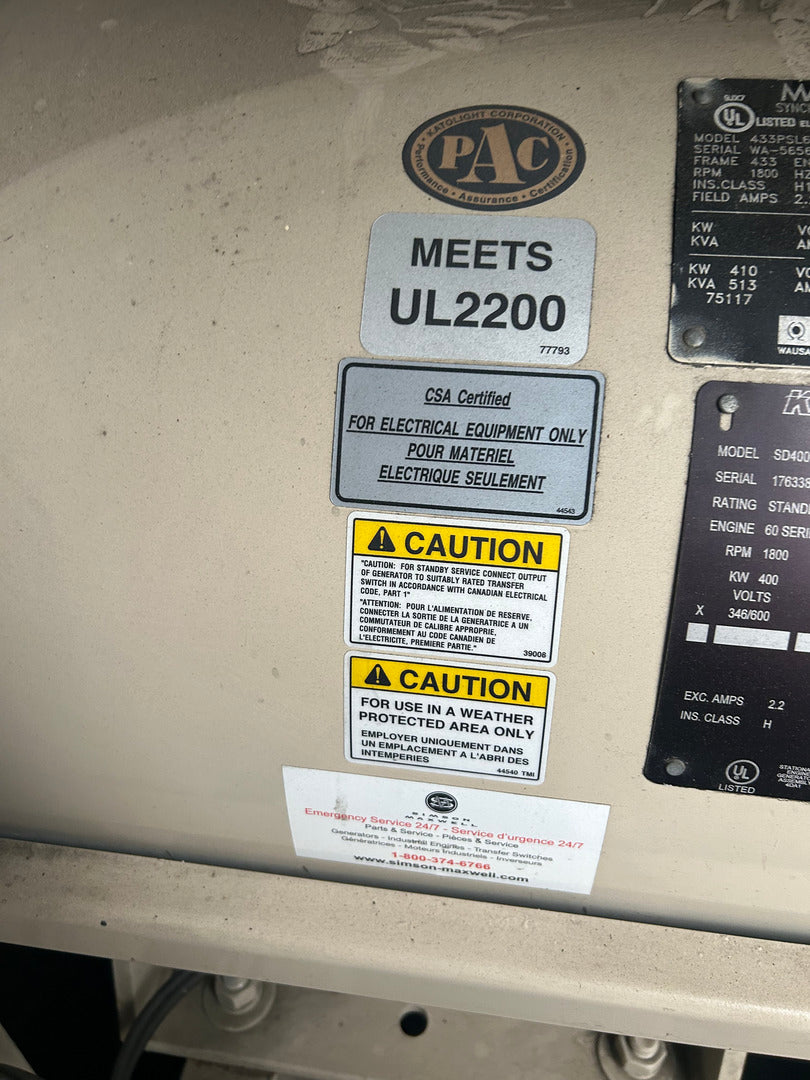 KATOLIGHT CORPORATION
PAC
Performance • Assurance • Certification
MEETS
UL2200
77793
CSA Certified
FOR ELECTRICAL EQUIPMENT ONLY
POUR MATERIEL
ELECTRIQUE SEULEMENT
44543
CAUTION
"CAUTION: FOR STANDBY SERVICE CONNECT OUTPUT
OF GENERATOR TO SUITABLY RATED TRANSFER
SWITCH IN ACCORDANCE WITH CANADIAN ELECTRICAL
CODE, PART 1"
"ATTENTION: POUR L'ALIMENTATION DE RESERVE,
CONNECTER LA SORTIE DE LA GENERATRICE A UN
COMMUTATEUR DE CALIBRE APPROPRIE,
CONFORMEMENT AU CODE CANADIEN DE
L'ELECTRICITE, PREMIERE PARTIE."
39008
CAUTION
FOR USE IN A WEATHER
PROTECTED AREA ONLY
EMPLOYER UNIQUEMENT DANS
UN EMPLACEMENT A L'ABRI DES
INTEMPERIES
44540 TMI
SIMSON
MAXWELL
Emergency Service 24/7 - Service d'urgence 24/7
Parts & Service - Pièces & Service
Generators - Industrial Engines - Transfer Switches
Génératrices - Moteurs Industriels - Inverseurs
1-800-374-6766
www.simson-maxwell.com
9UX7
UL LISTED
MODEL 433PSL
SERIAL WA-565
FRAME 433
RPM 1800 HZ
INS.CLASS H
FIELD AMPS 2.
KW
KVA
KW 410
KVA 513
75117
WAUSA
MODEL SD400
SERIAL 176338
RATING STAND
ENGINE 60 SERI
RPM 1800
KW 400
VOLTS
X 346/600
EXC. AMPS 2.2
INS. CLASS H
UL
LISTED